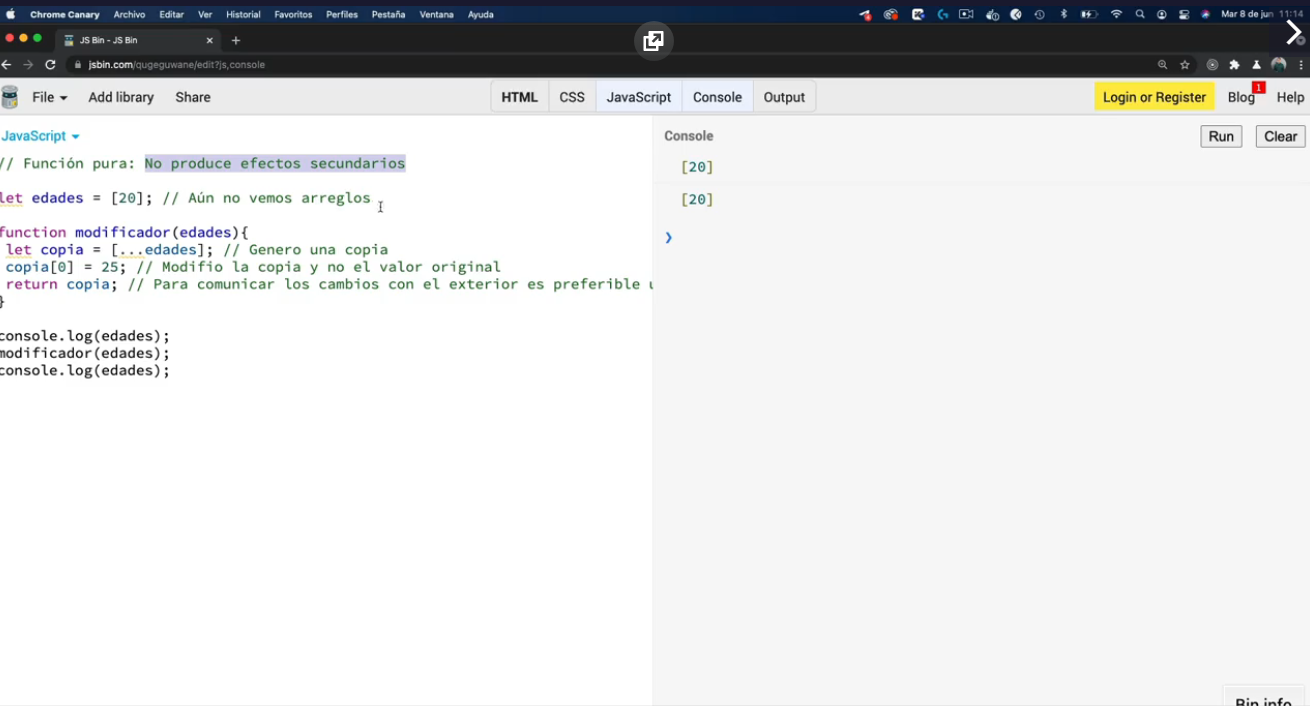 Chrome Canary Archivo Editar Ver Historial Favoritos Perfiles Pestaña Ventana Ayuda Mar 8 de jun 11:14
JS Bin - JS Bin
jsbin.com/qugeguwane/edit?js,console
File Add library Share HTML CSS JavaScript Console Output Login or Register Blog 1 Help
JavaScript
Console Run Clear
// Función pura: No produce efectos secundarios
let edades = [20]; // Aún no vemos arreglos
function modificador(edades){
let copia = [...edades]; // Genero una copia
copia[0] = 25; // Modifio la copia y no el valor original
return copia; // Para comunicar los cambios con el exterior es preferible
}
console.log(edades);
modificador(edades);
console.log(edades);
[20]
[20]
Bin info